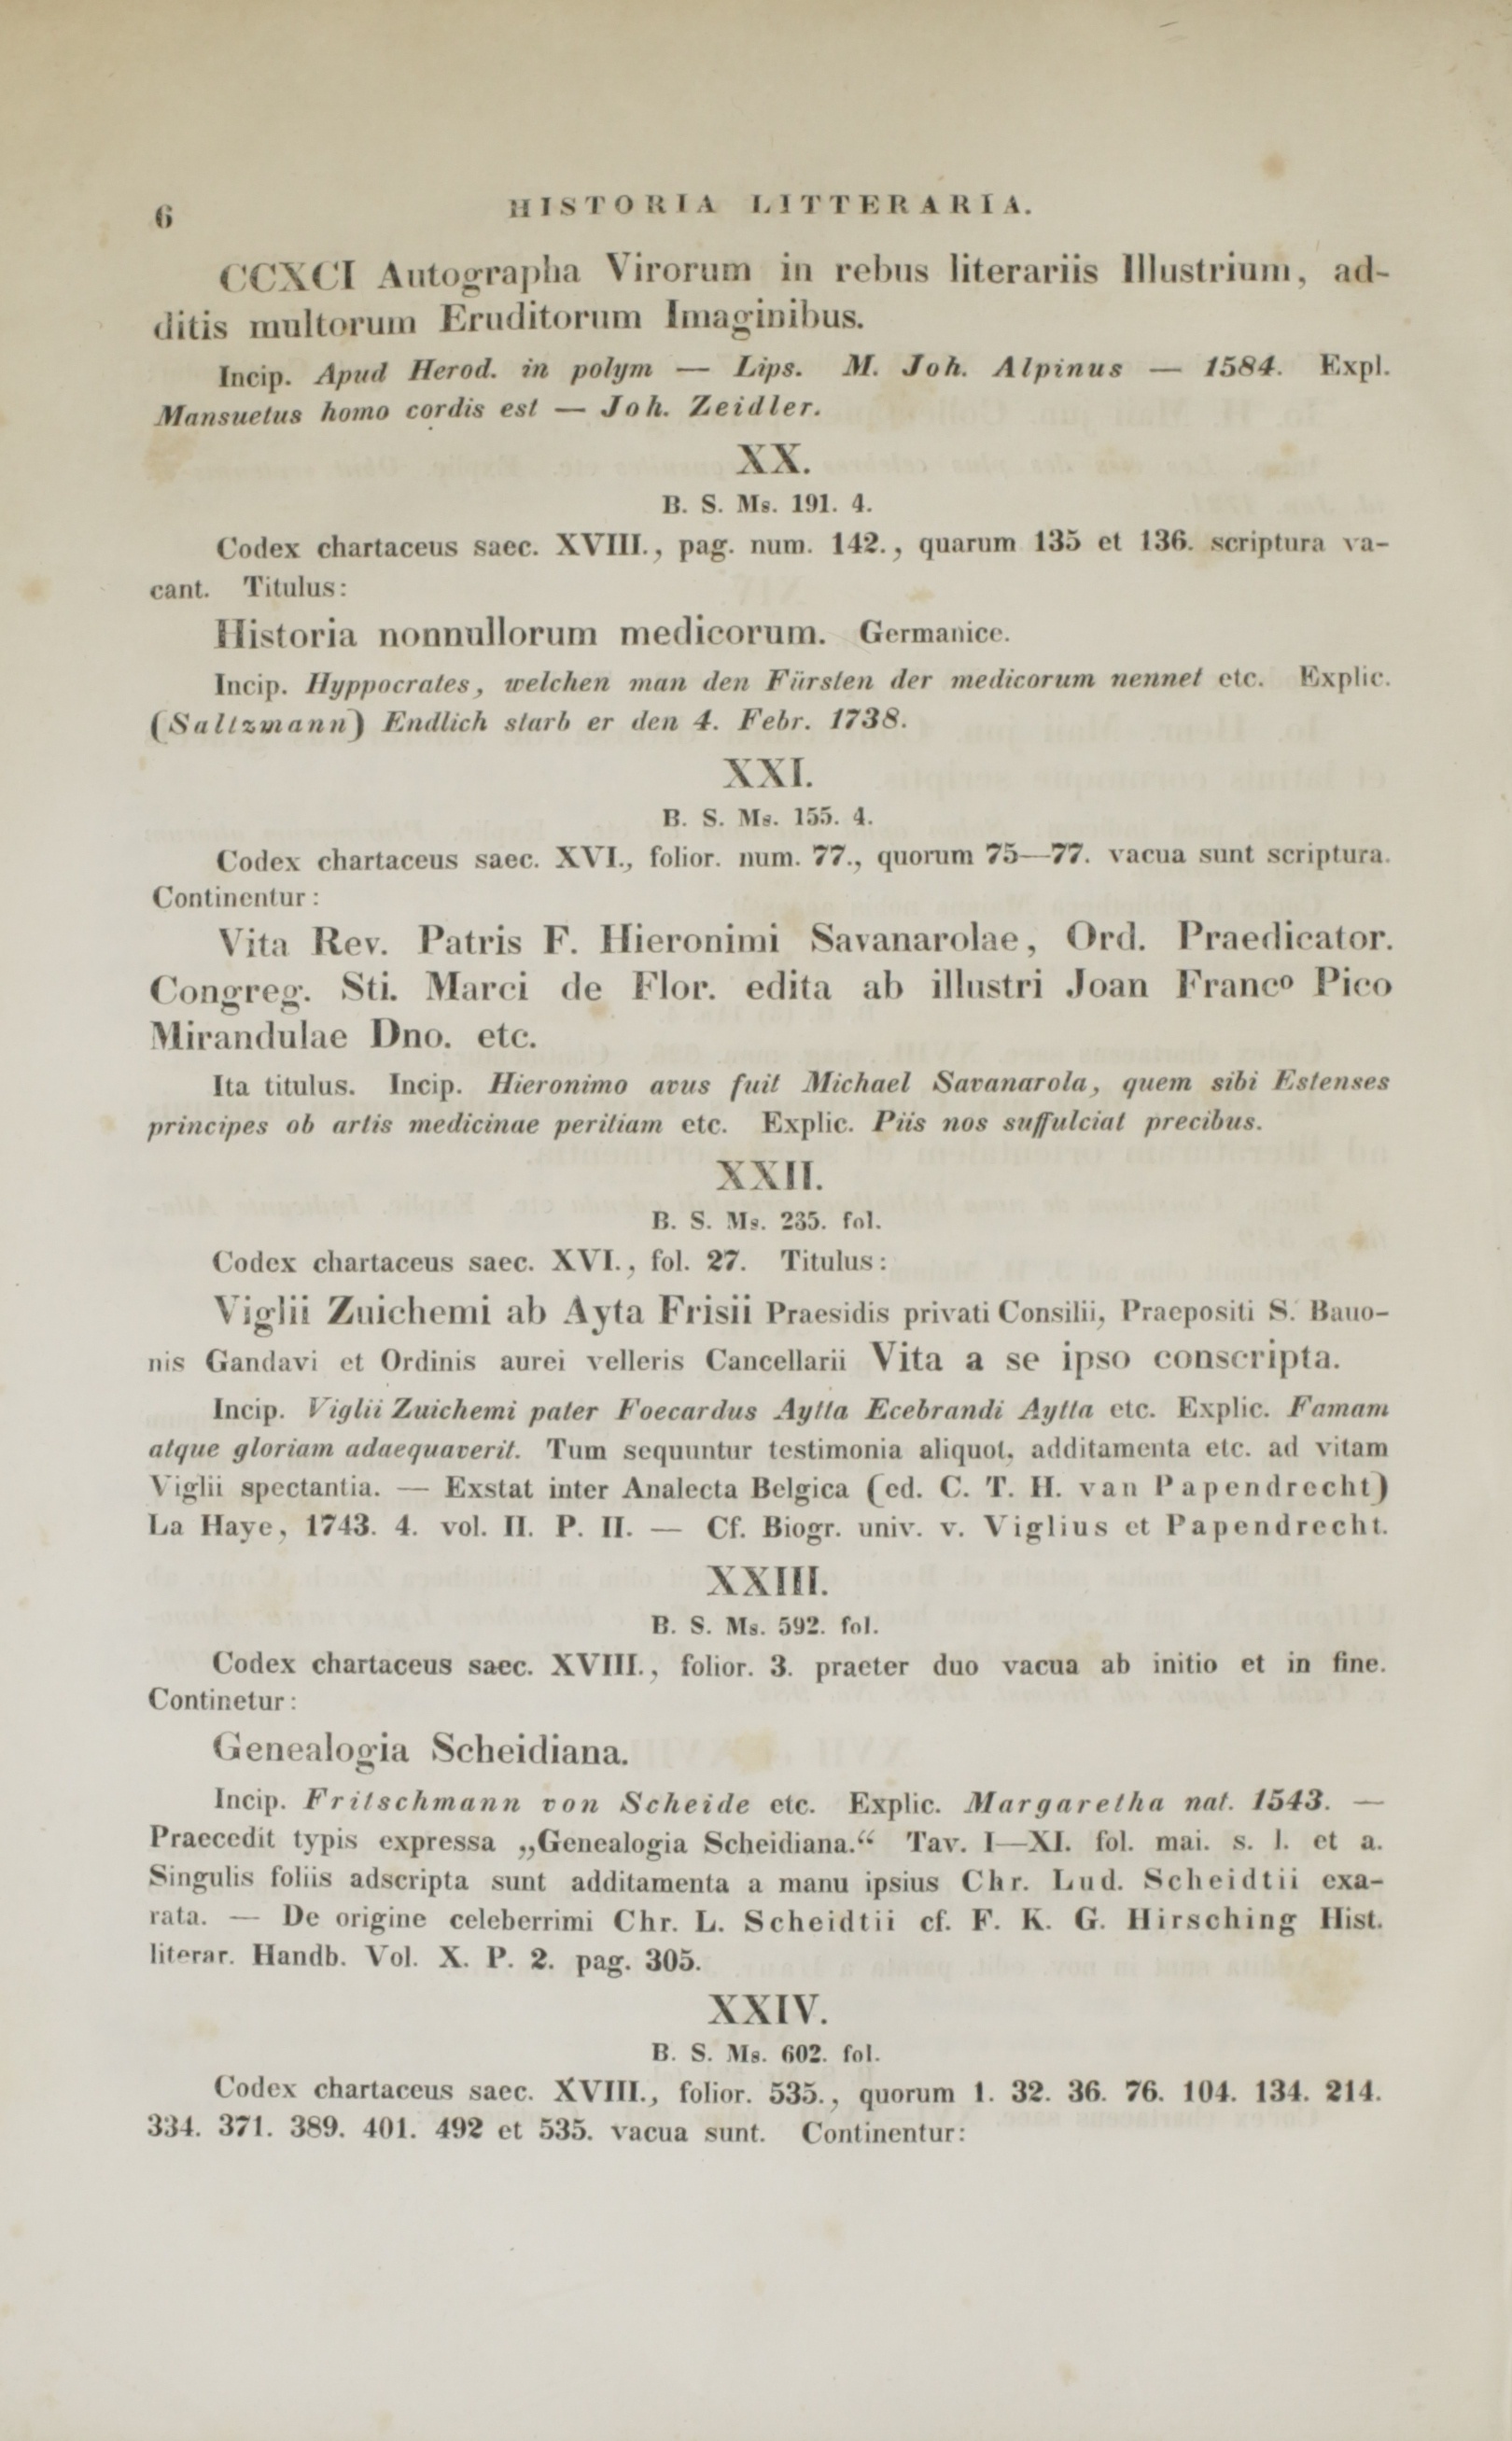 6 HISTORIA LITTERARIA.
CCXCI Autographa Virorum in rebus literariis Illustrium, ad-
ditis multorum Eruditorum Imaginibus.
Incip. Apud Herod. in polym — Lips. M. Joh. Alpinus — 1584. Expl.
Mansuetus homo cordis est — Joh. Zeidler.
XX.
B. S. Ms. 191. 4.
Codex chartaceus saec. XVIII., pag. num. 142., quarum 135 et 136. scriptura va-
cant. Titulus:
Historia nonnullorum medicorum. Germanice.
Incip. Hyppocrates, welchen man den Fürsten der medicorum nennet etc. Explic.
(Saltzmann) Endlich starb er den 4. Febr. 1738.
XXI.
B. S. Ms. 155. 4.
Codex chartaceus saec. XVI., folior. num. 77., quorum 75—77. vacua sunt scriptura.
Continentur:
Vita Rev. Patris F. Hieronimi Savanarolae, Ord. Praedicator.
Congreg. Sti. Marci de Flor. edita ab illustri Joan Francº Pico
Mirandulae Dno. etc.
Ita titulus. Incip. Hieronimo avus fuit Michael Savanarola, quem sibi Estenses
principes ob artis medicinae peritiam etc. Explic. Piis nos suffulciat precibus.
XXII.
B. S. Ms. 235. fol.
Codex chartaceus saec. XVI., fol. 27. Titulus:
Viglii Zuichemi ab Ayta Frisii Praesidis privati Consilii, Praepositi S. Bauo-
nis Gandavi et Ordinis aurei velleris Cancellarii Vita a se ipso conscripta.
Incip. Viglii Zuichemi pater Foecardus Aytta Ecebrandi Aytta etc. Explic. Famam
atque gloriam adaequaverit. Tum sequuntur testimonia aliquot, additamenta etc. ad vitam
Viglii spectantia. — Exstat inter Analecta Belgica (ed. C. T. H. van Papendrecht)
La Haye, 1743. 4. vol. II. P. II. — Cf. Biogr. univ. v. Viglius et Papendrecht.
XXIII.
B. S. Ms. 592. fol.
Codex chartaceus saec. XVIII., folior. 3. praeter duo vacua ab initio et in fine.
Continetur:
Genealogia Scheidiana.
Incip. Fritschmann von Scheide etc. Explic. Margaretha nat. 1543. —
Praecedit typis expressa „Genealogia Scheidiana.“ Tav. I—XI. fol. mai. s. l. et a.
Singulis foliis adscripta sunt additamenta a manu ipsius Chr. Lud. Scheidtii exa-
rata. — De origine celeberrimi Chr. L. Scheidtii cf. F. K. G. Hirsching Hist.
literar. Handb. Vol. X. P. 2. pag. 305.
XXIV.
B. S. Ms. 602. fol.
Codex chartaceus saec. XVIII., folior. 535., quorum 1. 32. 36. 76. 104. 134. 214.
334. 371. 389. 401. 492 et 535. vacua sunt. Continentur: